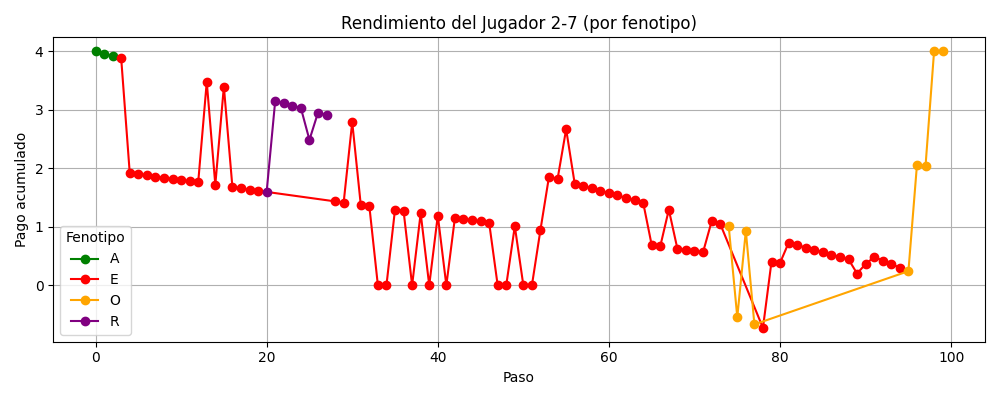 Rendimiento del Jugador 2-7 (por fenotipo)
Pago acumulado
4
3
2
1
0
Fenotipo
A
E
O
R
0 20 40 60 80 100
Paso